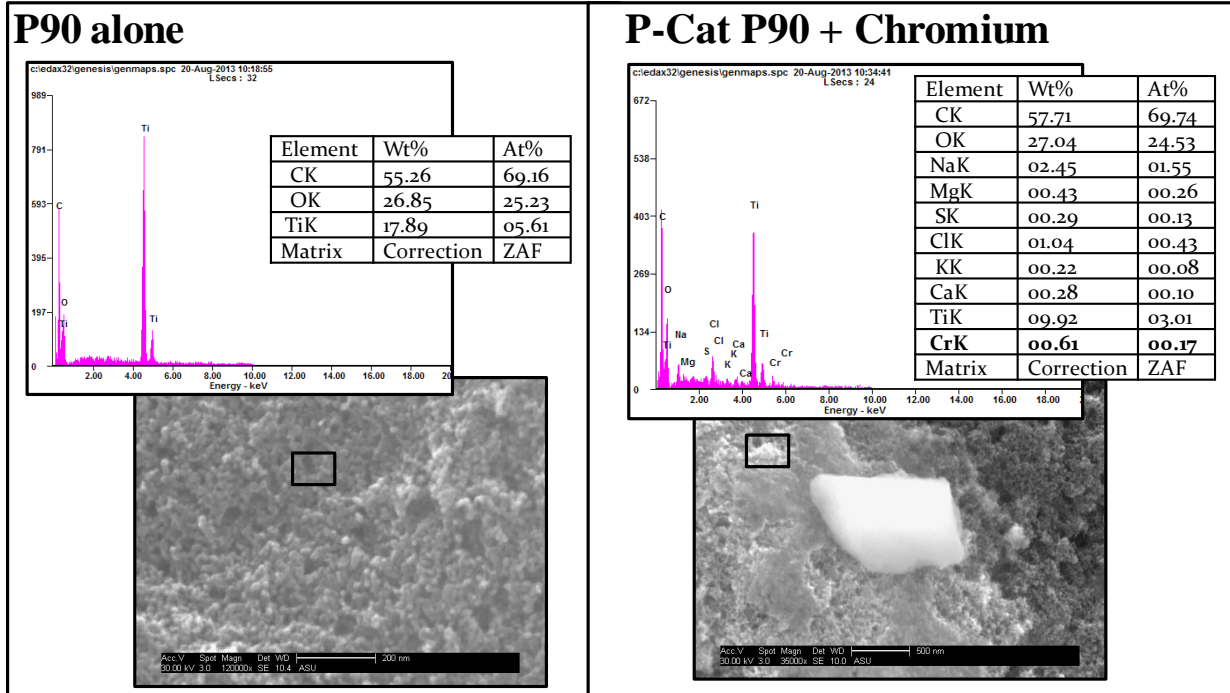 P90 alone
c:\edax32\genesis\genmaps.spc 20-Aug-2013 10:18:55
LSecs : 32
989
791
593
395
197
0
C
O
Ti
Ti
Ti
2.00 4.00 6.00 8.00 10.00 12.00 14.00 16.00 18.00 20
Energy - keV
Element Wt% At%
CK 55.26 69.16
OK 26.85 25.23
TiK 17.89 05.61
Matrix Correction ZAF
Acc.V Spot Magn Det WD 200 nm
30.00 kV 3.0 120000x SE 10.4 ASU
P-Cat P90 + Chromium
c:\edax32\genesis\genmaps.spc 20-Aug-2013 10:34:41
LSecs : 24
672
538
403
269
134
0
C
O
Ti
Na
Mg
S
Cl
Cl
K
K
Ca
Ca
Ti
Ti
Cr
Cr
2.00 4.00 6.00 8.00 10.00 12.00 14.00 16.00 18.00
Energy - keV
Element Wt% At%
CK 57.71 69.74
OK 27.04 24.53
NaK 02.45 01.55
MgK 00.43 00.26
SK 00.29 00.13
ClK 01.04 00.43
KK 00.22 00.08
CaK 00.28 00.10
TiK 09.92 03.01
CrK 00.61 00.17
Matrix Correction ZAF
Acc.V Spot Magn Det WD 500 nm
30.00 kV 3.0 35000x SE 10.0 ASU